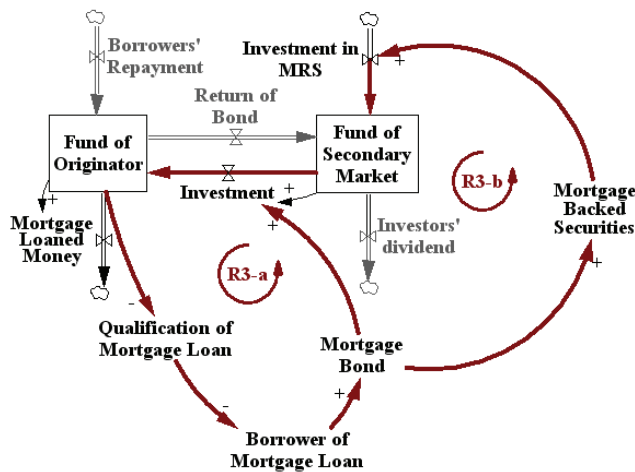 Borrowers'
Repayment
Investment in
MRS
+
Return of
Bond
Fund of
Originator
Fund of
Secondary
Market
R3-b
Mortgage
Backed
Securities
+
Investment
+
+
Mortgage
Loaned
Money
Investors'
dividend
+
R3-a
-
Qualification of
Mortgage Loan
Mortgage
Bond
+
-
Borrower of
Mortgage Loan